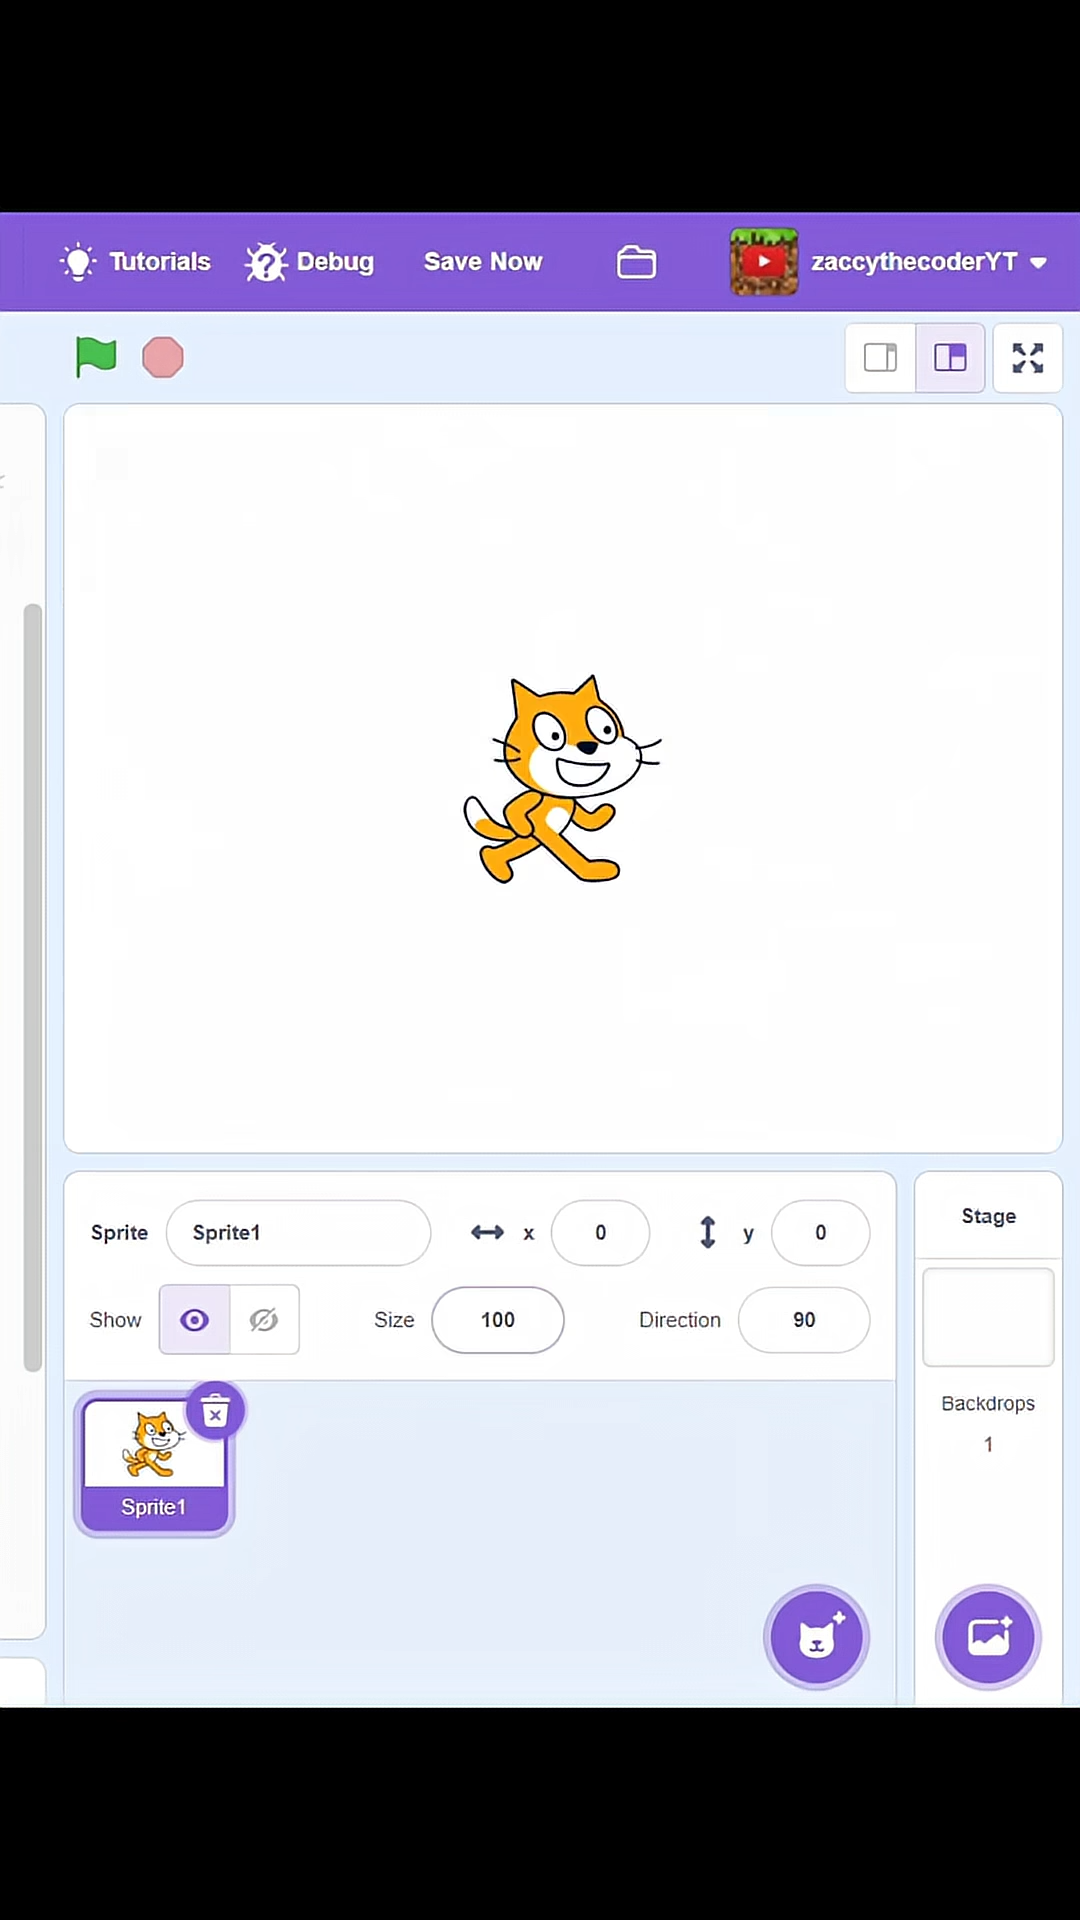 Tutorials Debug Save Now zaccythecoderYT
Sprite Sprite1 x 0 y 0
Show Size 100 Direction 90
Sprite1
Stage
Backdrops
1